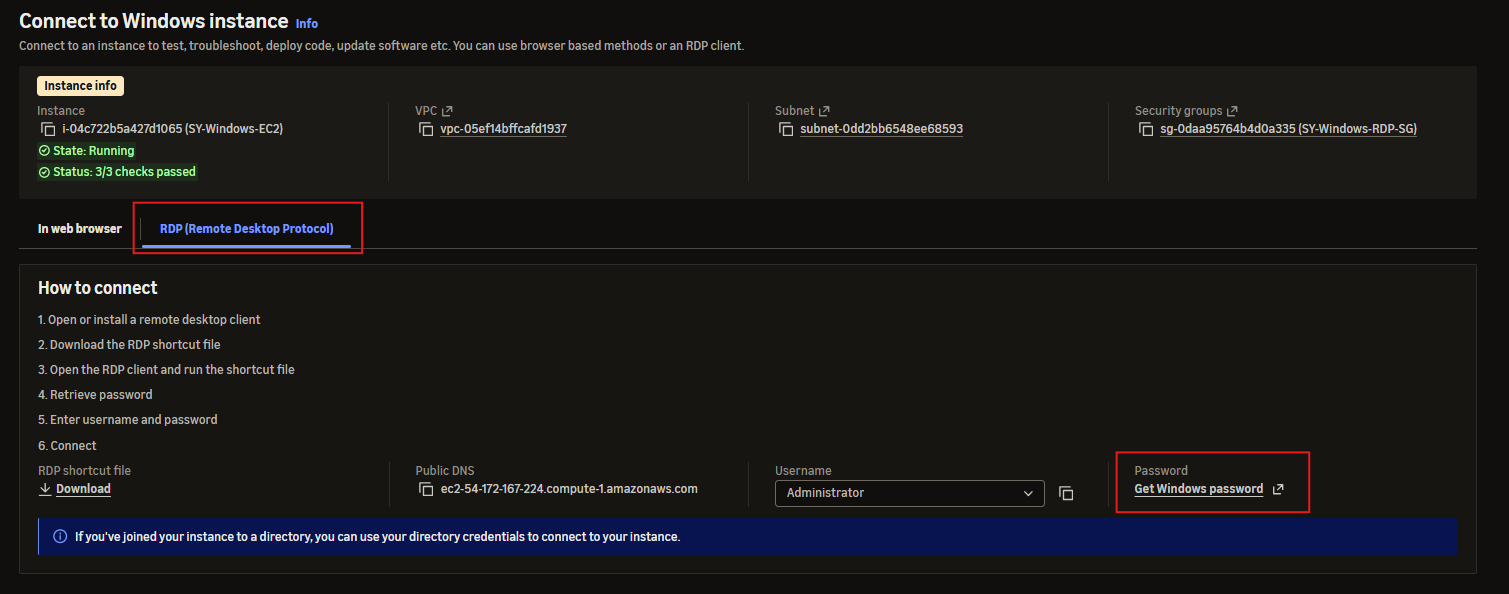 Connect to Windows instance Info
Connect to an instance to test, troubleshoot, deploy code, update software etc. You can use browser based methods or an RDP client.
Instance info
Instance
i-04c722b5a427d1065 (SY-Windows-EC2)
State: Running
Status: 3/3 checks passed
VPC
vpc-05ef14bffcafd1937
Subnet
subnet-0dd2bb6548ee68593
Security groups
sg-0daa95764b4d0a335 (SY-Windows-RDP-SG)
In web browser
RDP (Remote Desktop Protocol)
How to connect
1. Open or install a remote desktop client
2. Download the RDP shortcut file
3. Open the RDP client and run the shortcut file
4. Retrieve password
5. Enter username and password
6. Connect
RDP shortcut file
Download
Public DNS
ec2-54-172-167-224.compute-1.amazonaws.com
Username
Administrator
Password
Get Windows password
If you've joined your instance to a directory, you can use your directory credentials to connect to your instance.